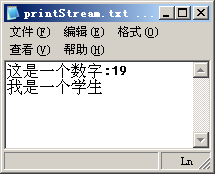 printStream.txt ...
文件(F) 编辑(E) 格式(O)
查看(V) 帮助(H)
这是一个数字:19
我是一个学生
Ln